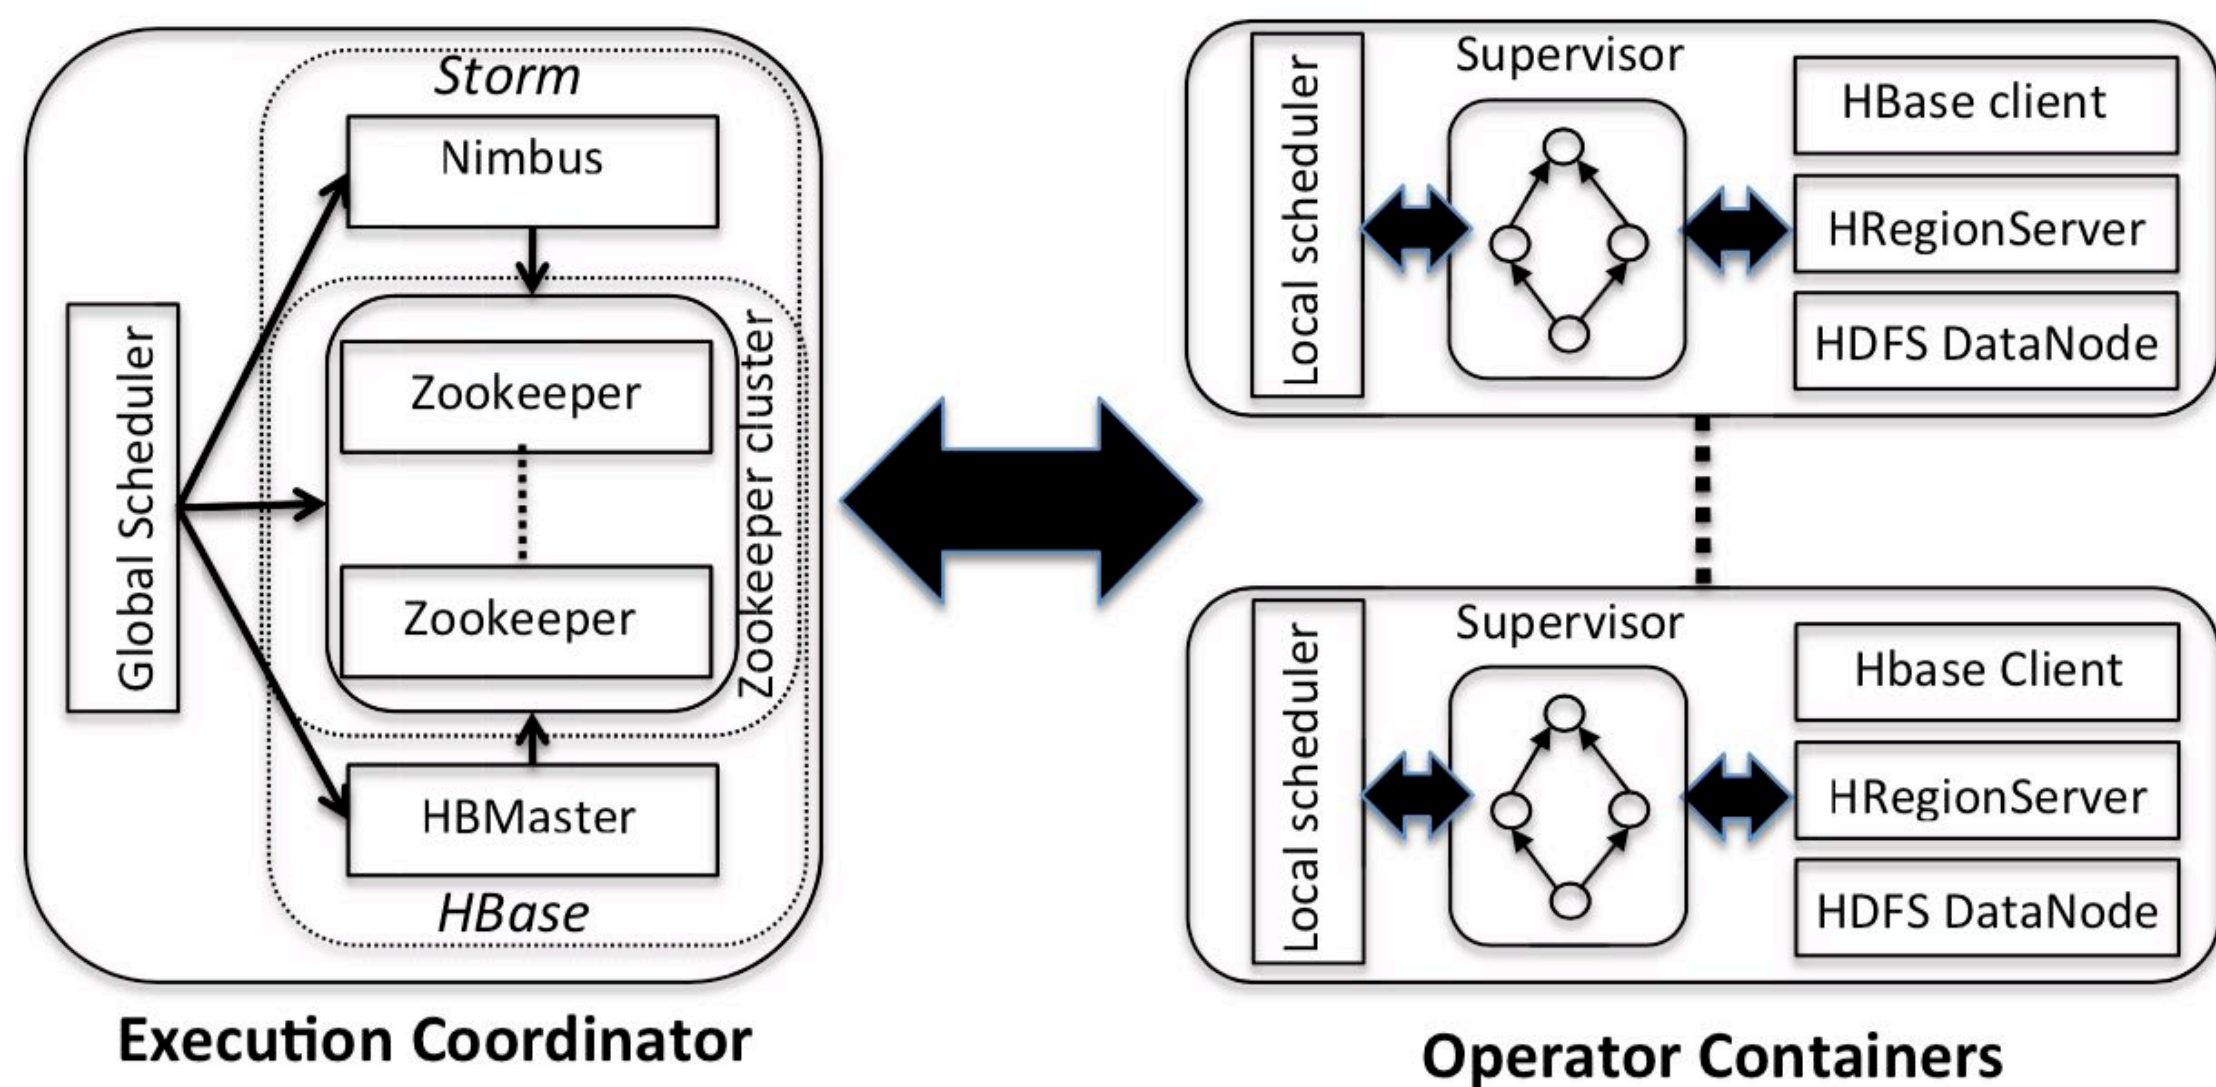 Storm
Nimbus
Global Scheduler
Zookeeper
Zookeeper
Zookeeper cluster
HBMaster
HBase
Execution Coordinator
Local scheduler
Supervisor
HBase client
HRegionServer
HDFS DataNode
Local scheduler
Supervisor
Hbase Client
HRegionServer
HDFS DataNode
Operator Containers